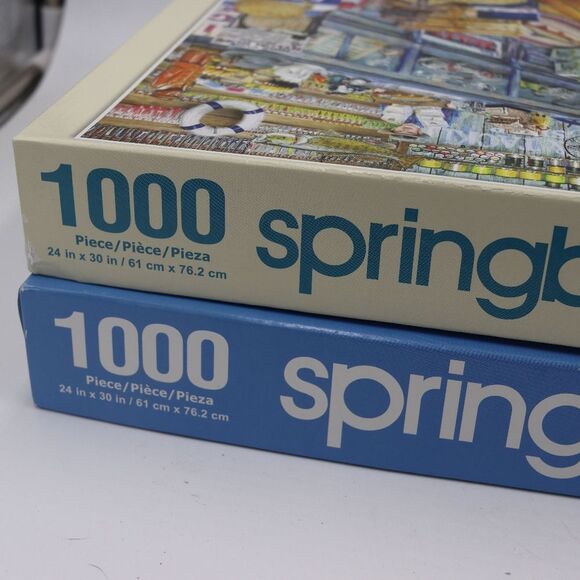 1000
Piece/Pièce/Pieza
24 in x 30 in / 61 cm x 76.2 cm
springb
1000
Piece/Pièce/Pieza
24 in x 30 in / 61 cm x 76.2 cm
spring